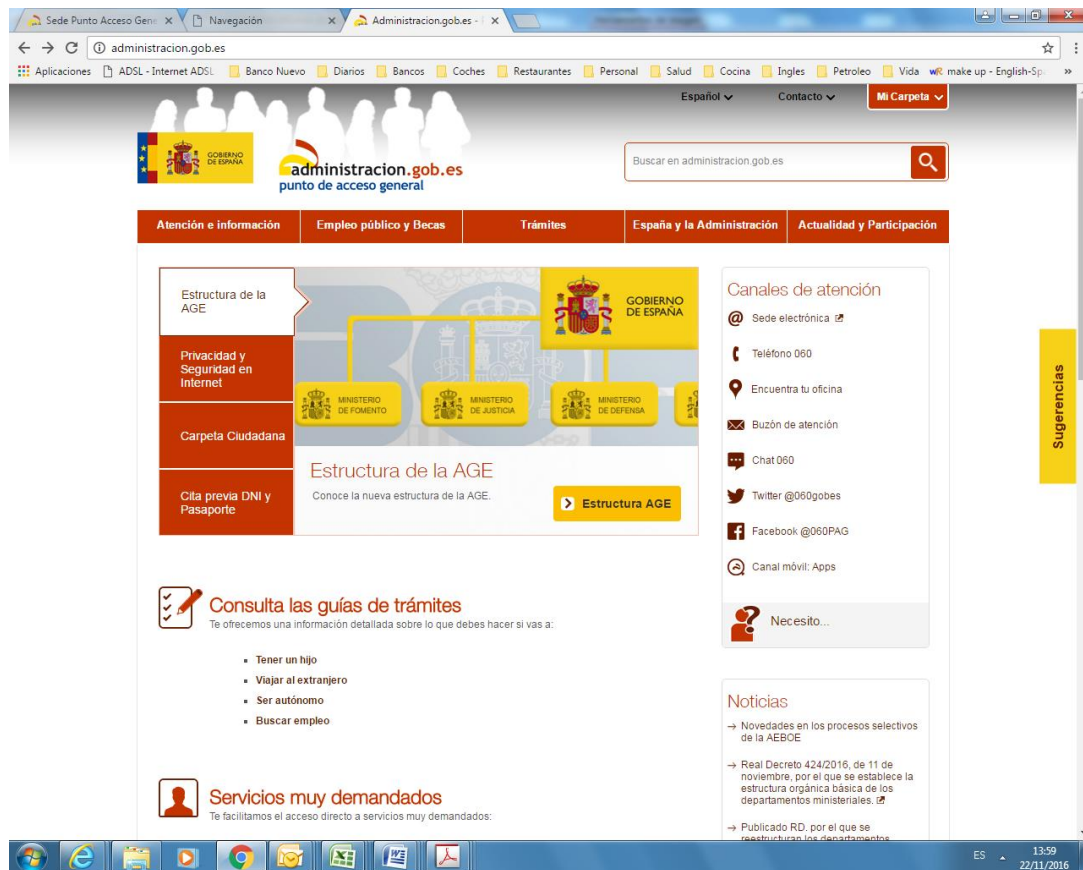 Sede Punto Acceso Gene
Navegación
Administracion.gob.es -
administracion.gob.es
Aplicaciones
ADSL - Internet ADSL
Banco Nuevo
Diarios
Bancos
Coches
Restaurantes
Personal
Salud
Cocina
Ingles
Petroleo
Vida
wR make up - English-Sp
»
Español
Contacto
Mi Carpeta
GOBIERNO
DE ESPAÑA
administracion.gob.es
punto de acceso general
Buscar en administracion.gob.es
Atención e información
Empleo público y Becas
Trámites
España y la Administración
Actualidad y Participación
Estructura de la
AGE
Privacidad y
Seguridad en
Internet
Carpeta Ciudadana
Cita previa DNI y
Pasaporte
GOBIERNO
DE ESPAÑA
MINISTERIO
DE FOMENTO
MINISTERIO
DE JUSTICIA
MINISTERIO
DE DEFENSA
Estructura de la AGE
Conoce la nueva estructura de la AGE.
Estructura AGE
Canales de atención
Sede electrónica
Teléfono 060
Encuentra tu oficina
Buzón de atención
Chat 060
Twitter @060gobes
Facebook @060PAG
Canal móvil: Apps
Necesito...
Sugerencias
Consulta las guías de trámites
Te ofrecemos una información detallada sobre lo que debes hacer si vas a:
Tener un hijo
Viajar al extranjero
Ser autónomo
Buscar empleo
Noticias
→ Novedades en los procesos selectivos
de la AEBOE
→ Real Decreto 424/2016, de 11 de
noviembre, por el que se establece la
estructura orgánica básica de los
departamentos ministeriales.
→ Publicado RD. por el que se
reestructuran los departamentos
Servicios muy demandados
Te facilitamos el acceso directo a servicios muy demandados:
ES
13:59
22/11/2016